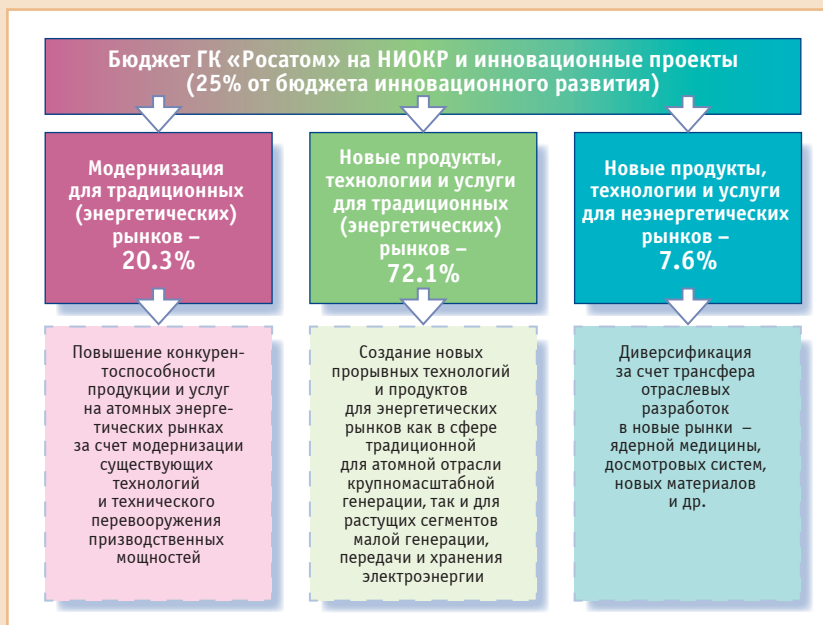 Бюджет ГК «Росатом» на НИОКР и инновационные проекты
(25% от бюджета инновационного развития)
Модернизация
для традиционных
(энергетических)
рынков –
20.3%
Новые продукты,
технологии и услуги
для традиционных
(энергетических)
рынков –
72.1%
Новые продукты,
технологии и услуги
для неэнергетических
рынков –
7.6%
Повышение конкурен-
тоспособности
продукции и услуг
на атомных энерге-
тических рынках
за счет модернизации
существующих
технологий
и технического
перевооружения
призводственных
мощностей
Создание новых
прорывных технологий
и продуктов
для энергетических
рынков как в сфере
традиционной
для атомной отрасли
крупномасштабной
генерации, так и для
растущих сегментов
малой генерации,
передачи и хранения
электроэнергии
Диверсификация
за счет трансфера
отраслевых
разработок
в новые рынки –
ядерной медицины,
досмотровых систем,
новых материалов
и др.